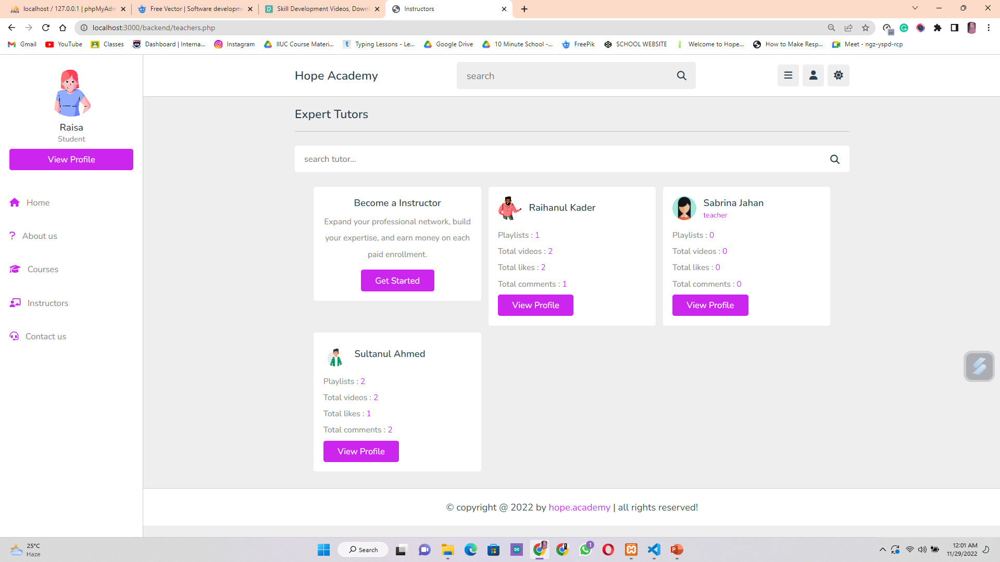 localhost / 127.0.0.1 | phpMyAdm
Free Vector | Software developme
Skill Development Videos, Downl
Instructors
localhost:3000/backend/teachers.php
Gmail
YouTube
Classes
Dashboard | Interna...
Instagram
IIUC Course Materi...
Typing Lessons - Le...
Google Drive
10 Minute School -...
FreePik
SCHOOL WEBSITE
Welcome to Hope...
How to Make Resp...
Meet - ngz-yspd-rcp
Raisa
Student
View Profile
Home
About us
Courses
Instructors
Contact us
Hope Academy
search
Expert Tutors
search tutor...
Become a Instructor
Expand your professional network, build
your expertise, and earn money on each
paid enrollment.
Get Started
Raihanul Kader
Playlists : 1
Total videos : 2
Total likes : 2
Total comments : 1
View Profile
Sabrina Jahan
teacher
Playlists : 0
Total videos : 0
Total likes : 0
Total comments : 0
View Profile
Sultanul Ahmed
Playlists : 2
Total videos : 2
Total likes : 1
Total comments : 2
View Profile
© copyright @ 2022 by hope.academy | all rights reserved!
25°C
Haze
Search
1
12:01 AM
11/29/2022